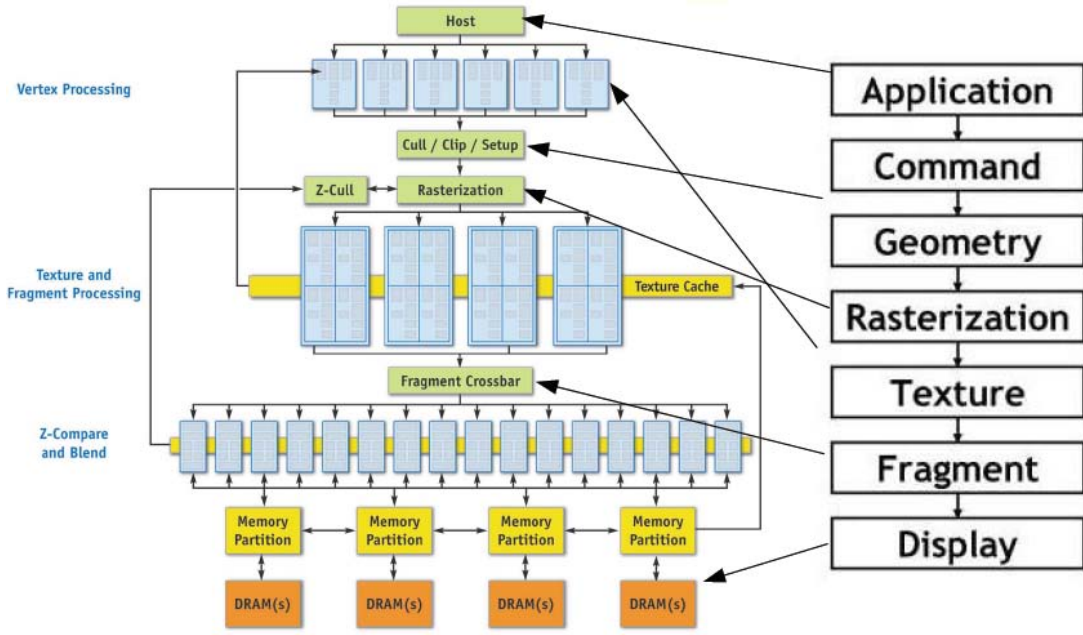 Host
Vertex Processing
Cull / Clip / Setup
Z-Cull
Rasterization
Texture and
Fragment Processing
Texture Cache
Fragment Crossbar
Z-Compare
and Blend
Memory
Partition
Memory
Partition
Memory
Partition
Memory
Partition
DRAM(s)
DRAM(s)
DRAM(s)
DRAM(s)
Application
Command
Geometry
Rasterization
Texture
Fragment
Display